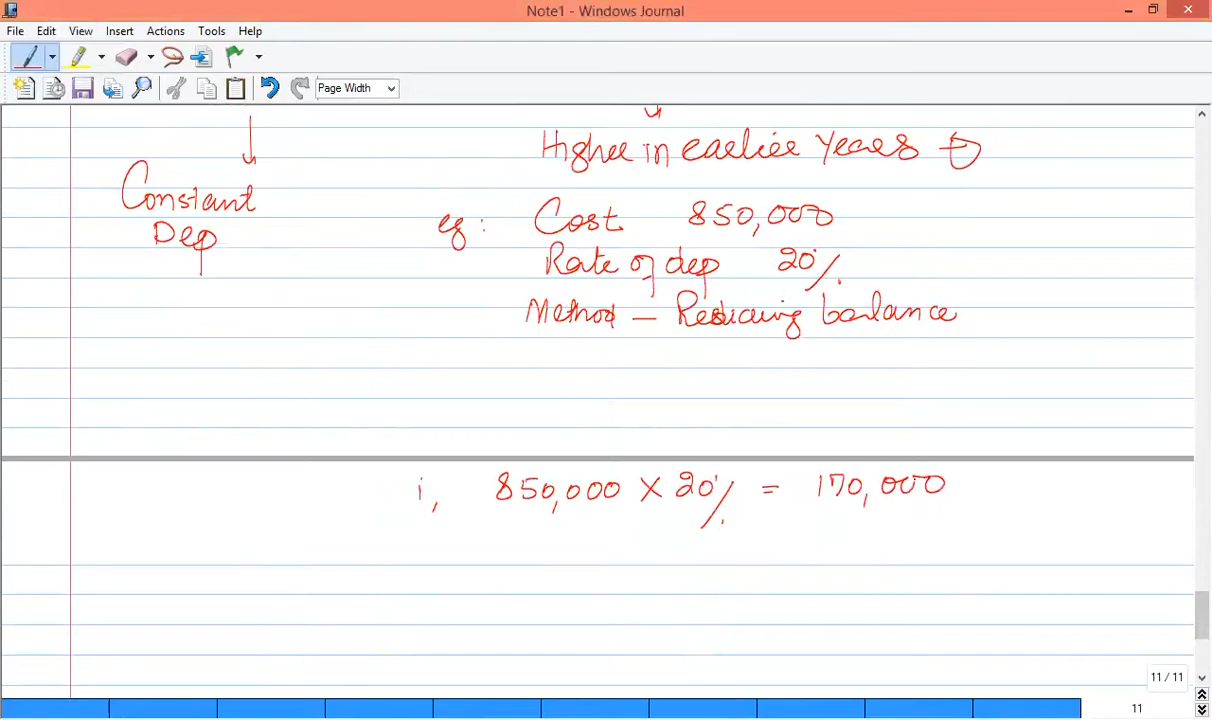 Note1 - Windows Journal
File Edit View Insert Actions Tools Help
Page Width
Higher in earlier years
Constant
Dep
eg: Cost 850,000
Rate of dep 20%
Method - Reducing balance
i, 850,000 X 20% = 170,000
11 / 11
11